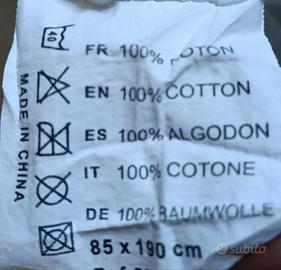 40
FR 100% COTON
EN 100% COTTON
ES 100% ALGODON
IT 100% COTONE
DE 100% BAUMWOLLE
85 x 190 cm
MADE IN CHINA
subito